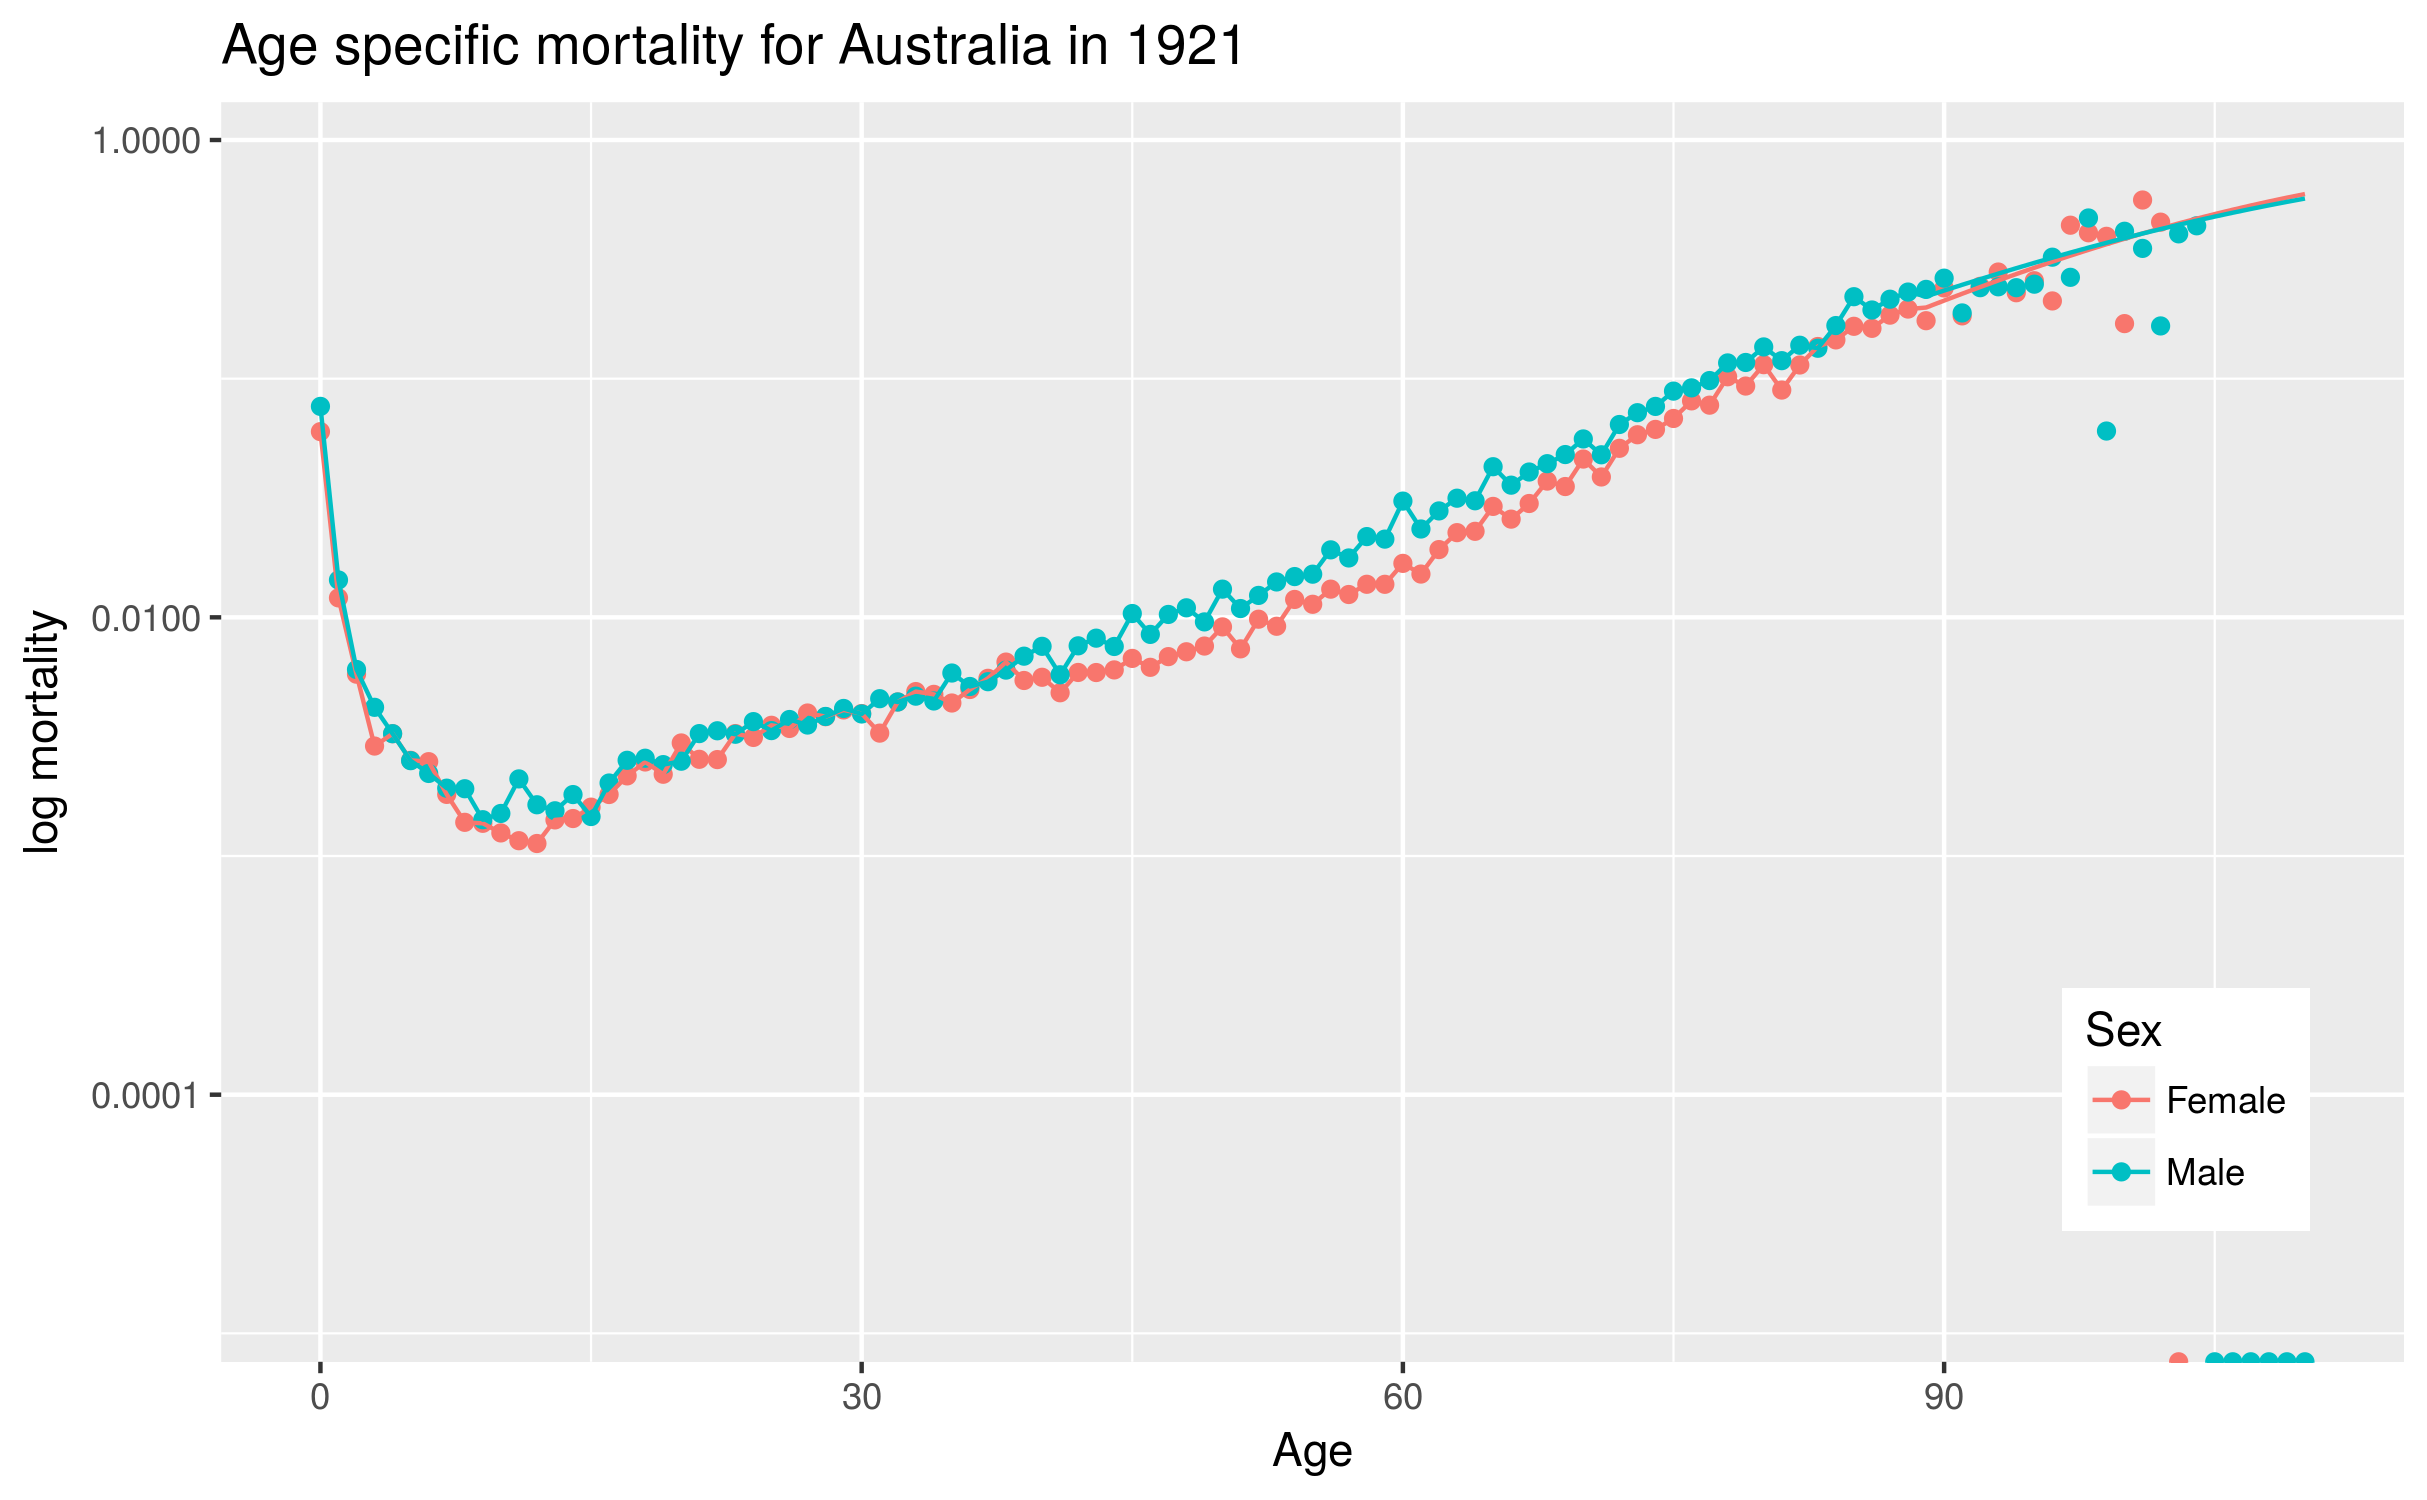 Age specific mortality for Australia in 1921
1.0000
0.0100
0.0001
log mortality
0 30 60 90
Age
Sex
Female
Male